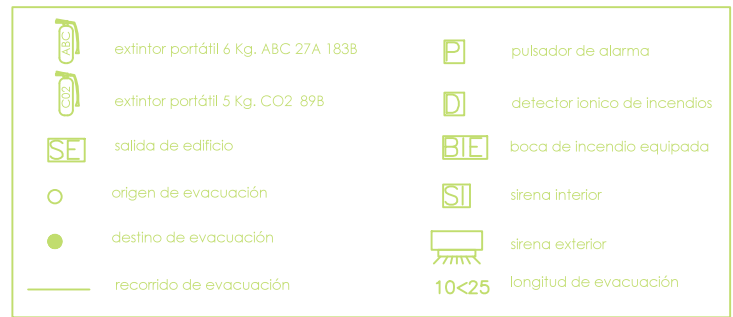 ABC extintor portátil 6 Kg. ABC 27A 183B
CO2 extintor portátil 5 Kg. CO2 89B
SE salida de edificio
origen de evacuación
destino de evacuación
recorrido de evacuación
P pulsador de alarma
D detector ionico de incendios
BIE boca de incendio equipada
SI sirena interior
sirena exterior
10<25 longitud de evacuación